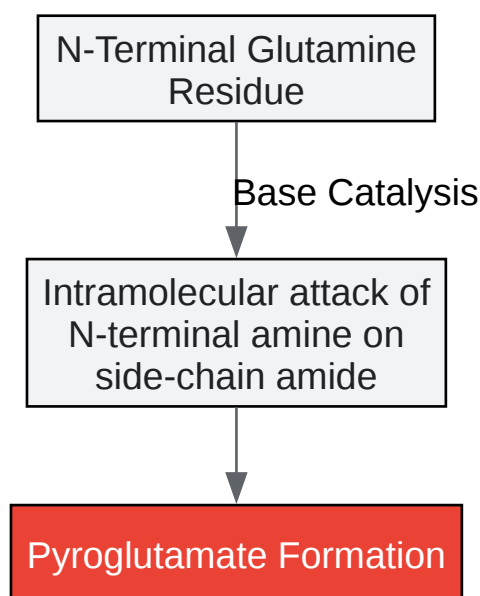 N-Terminal Glutamine
Residue
Base Catalysis
Intramolecular attack of
N-terminal amine on
side-chain amide
Pyroglutamate Formation